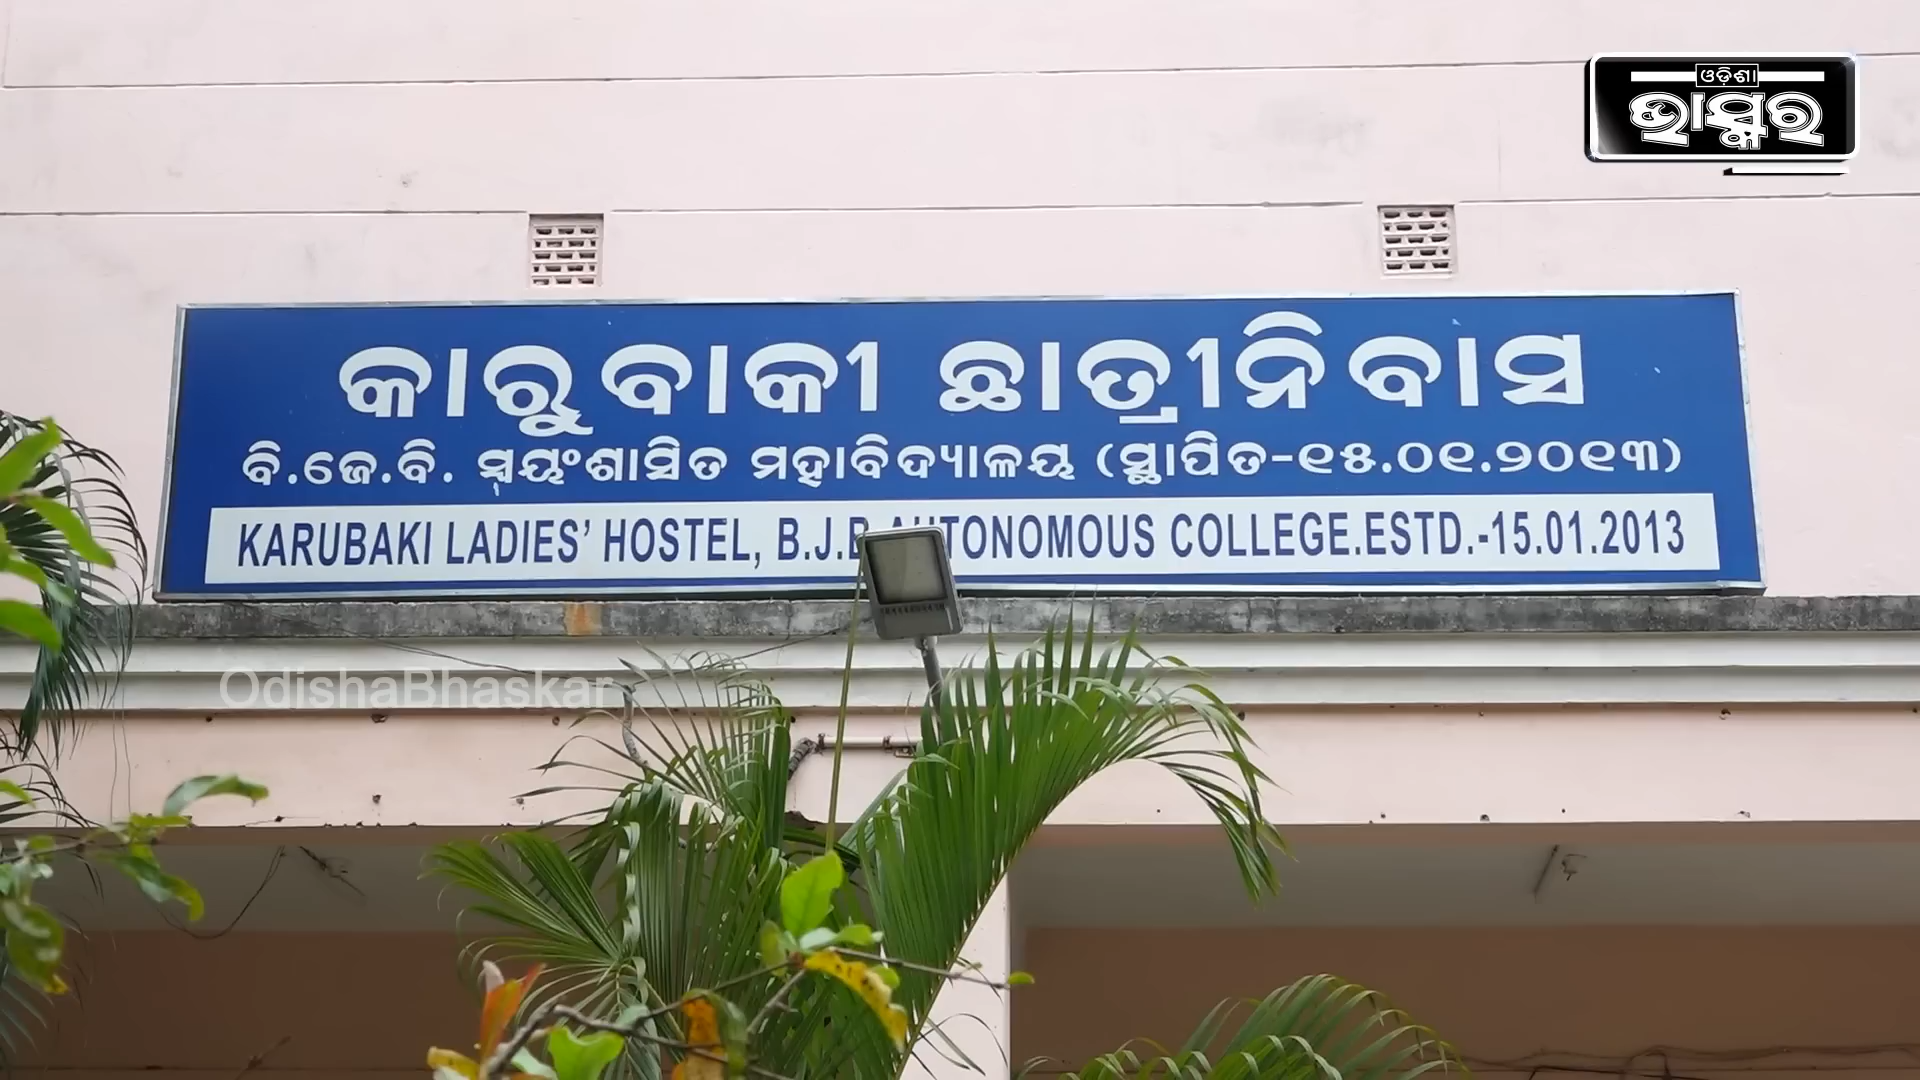 ଓଡ଼ିଶା
ଭାସ୍କର
କାରୁବାକୀ ଛାତ୍ରୀନିବାସ
ବି.ଜେ.ବି. ସ୍ୱୟଂଶାସିତ ମହାବିଦ୍ୟାଳୟ (ସ୍ଥାପିତ-୧୫.୦୧.୨୦୧୩)
KARUBAKI LADIES' HOSTEL, B.J.B AUTONOMOUS COLLEGE.ESTD.-15.01.2013
OdishaBhaskar